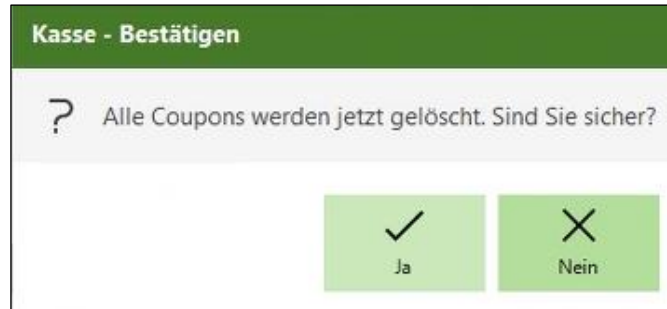 Kasse - Bestätigen
Alle Coupons werden jetzt gelöscht. Sind Sie sicher?
Ja
Nein